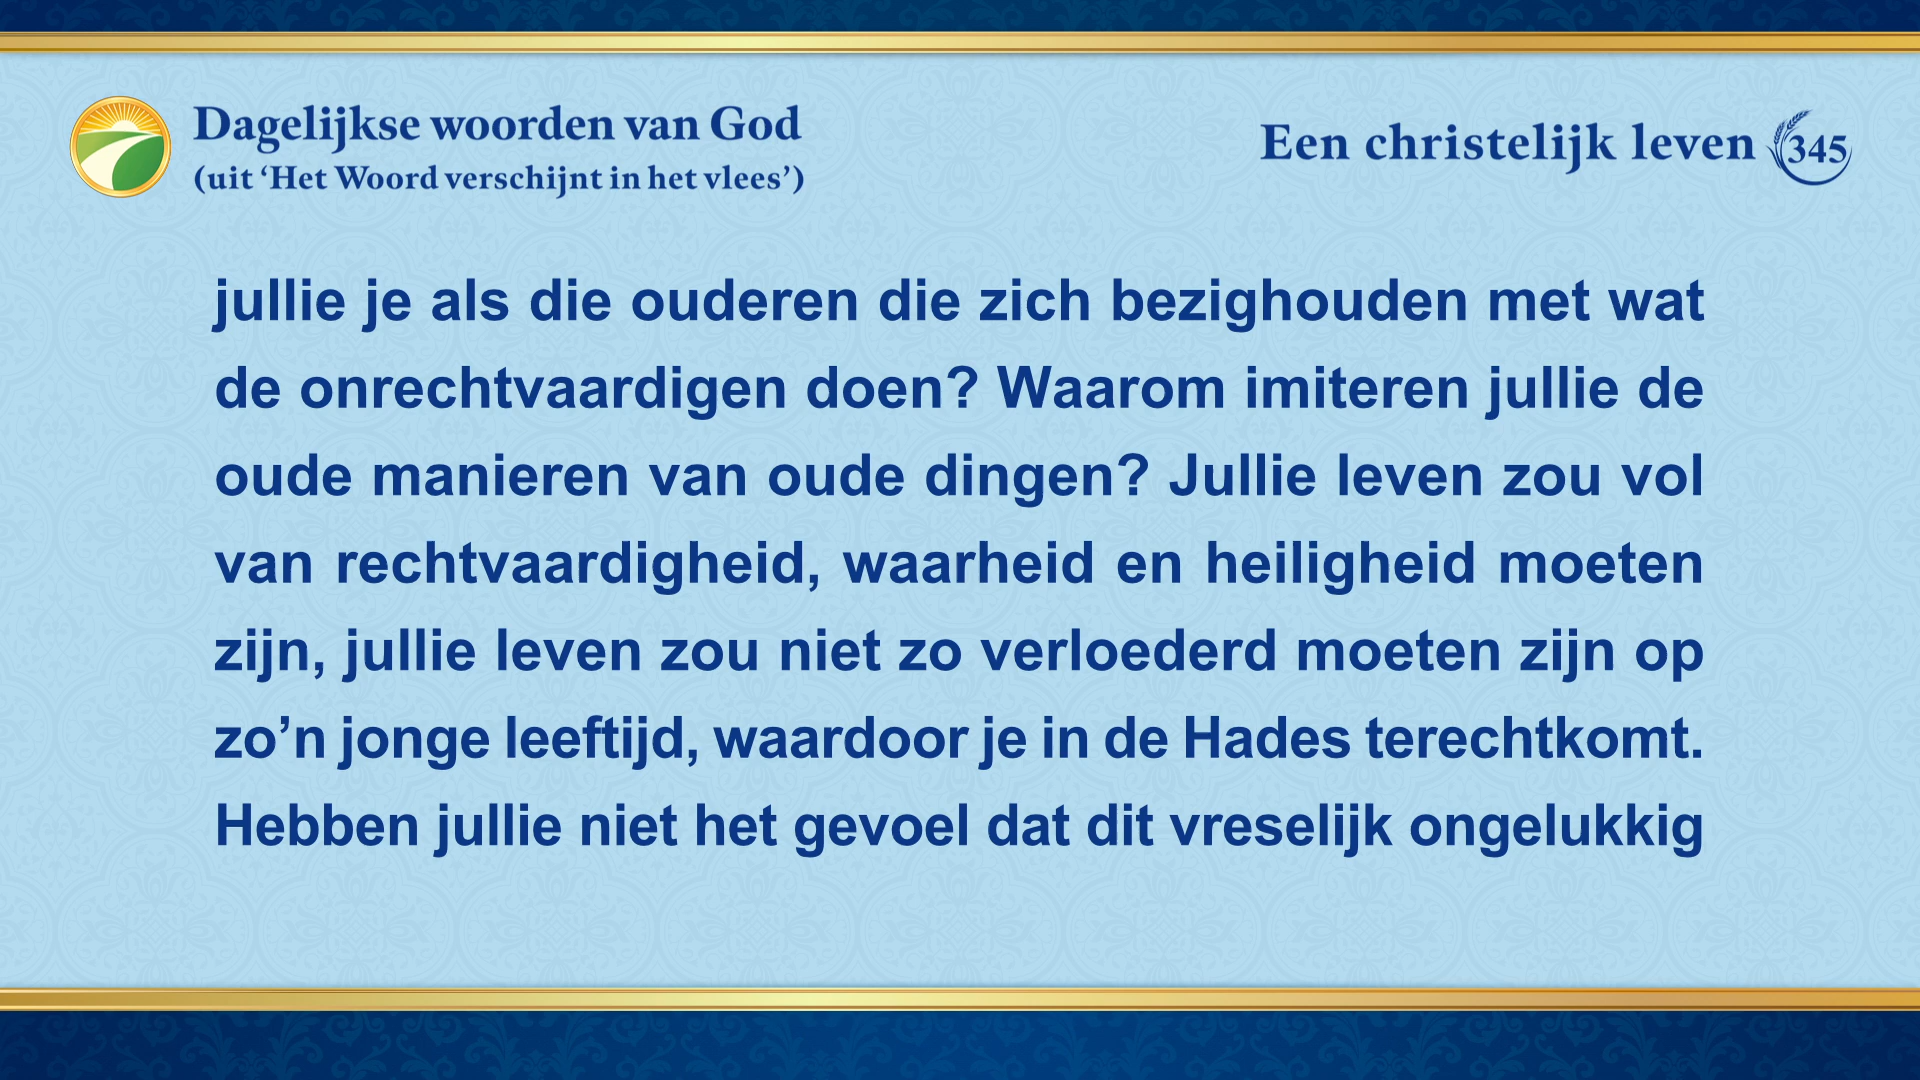 Dagelijkse woorden van God
(uit ‘Het Woord verschijnt in het vlees’)
Een christelijk leven 345
jullie je als die ouderen die zich bezighouden met wat
de onrechtvaardigen doen? Waarom imiteren jullie de
oude manieren van oude dingen? Jullie leven zou vol
van rechtvaardigheid, waarheid en heiligheid moeten
zijn, jullie leven zou niet zo verloederd moeten zijn op
zo’n jonge leeftijd, waardoor je in de Hades terechtkomt.
Hebben jullie niet het gevoel dat dit vreselijk ongelukkig